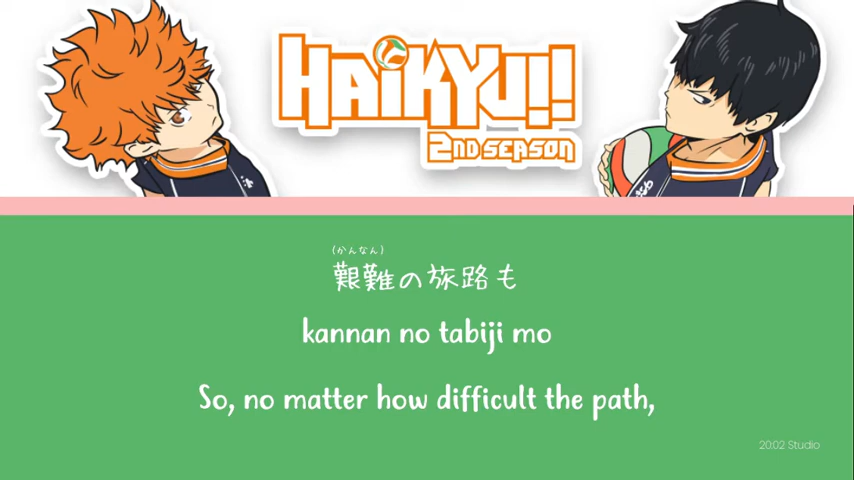 HAIKYU!!
2ND SEASON
(かんなん)
艱難の旅路も
kannan no tabiji mo
So, no matter how difficult the path,
20:02 Studio